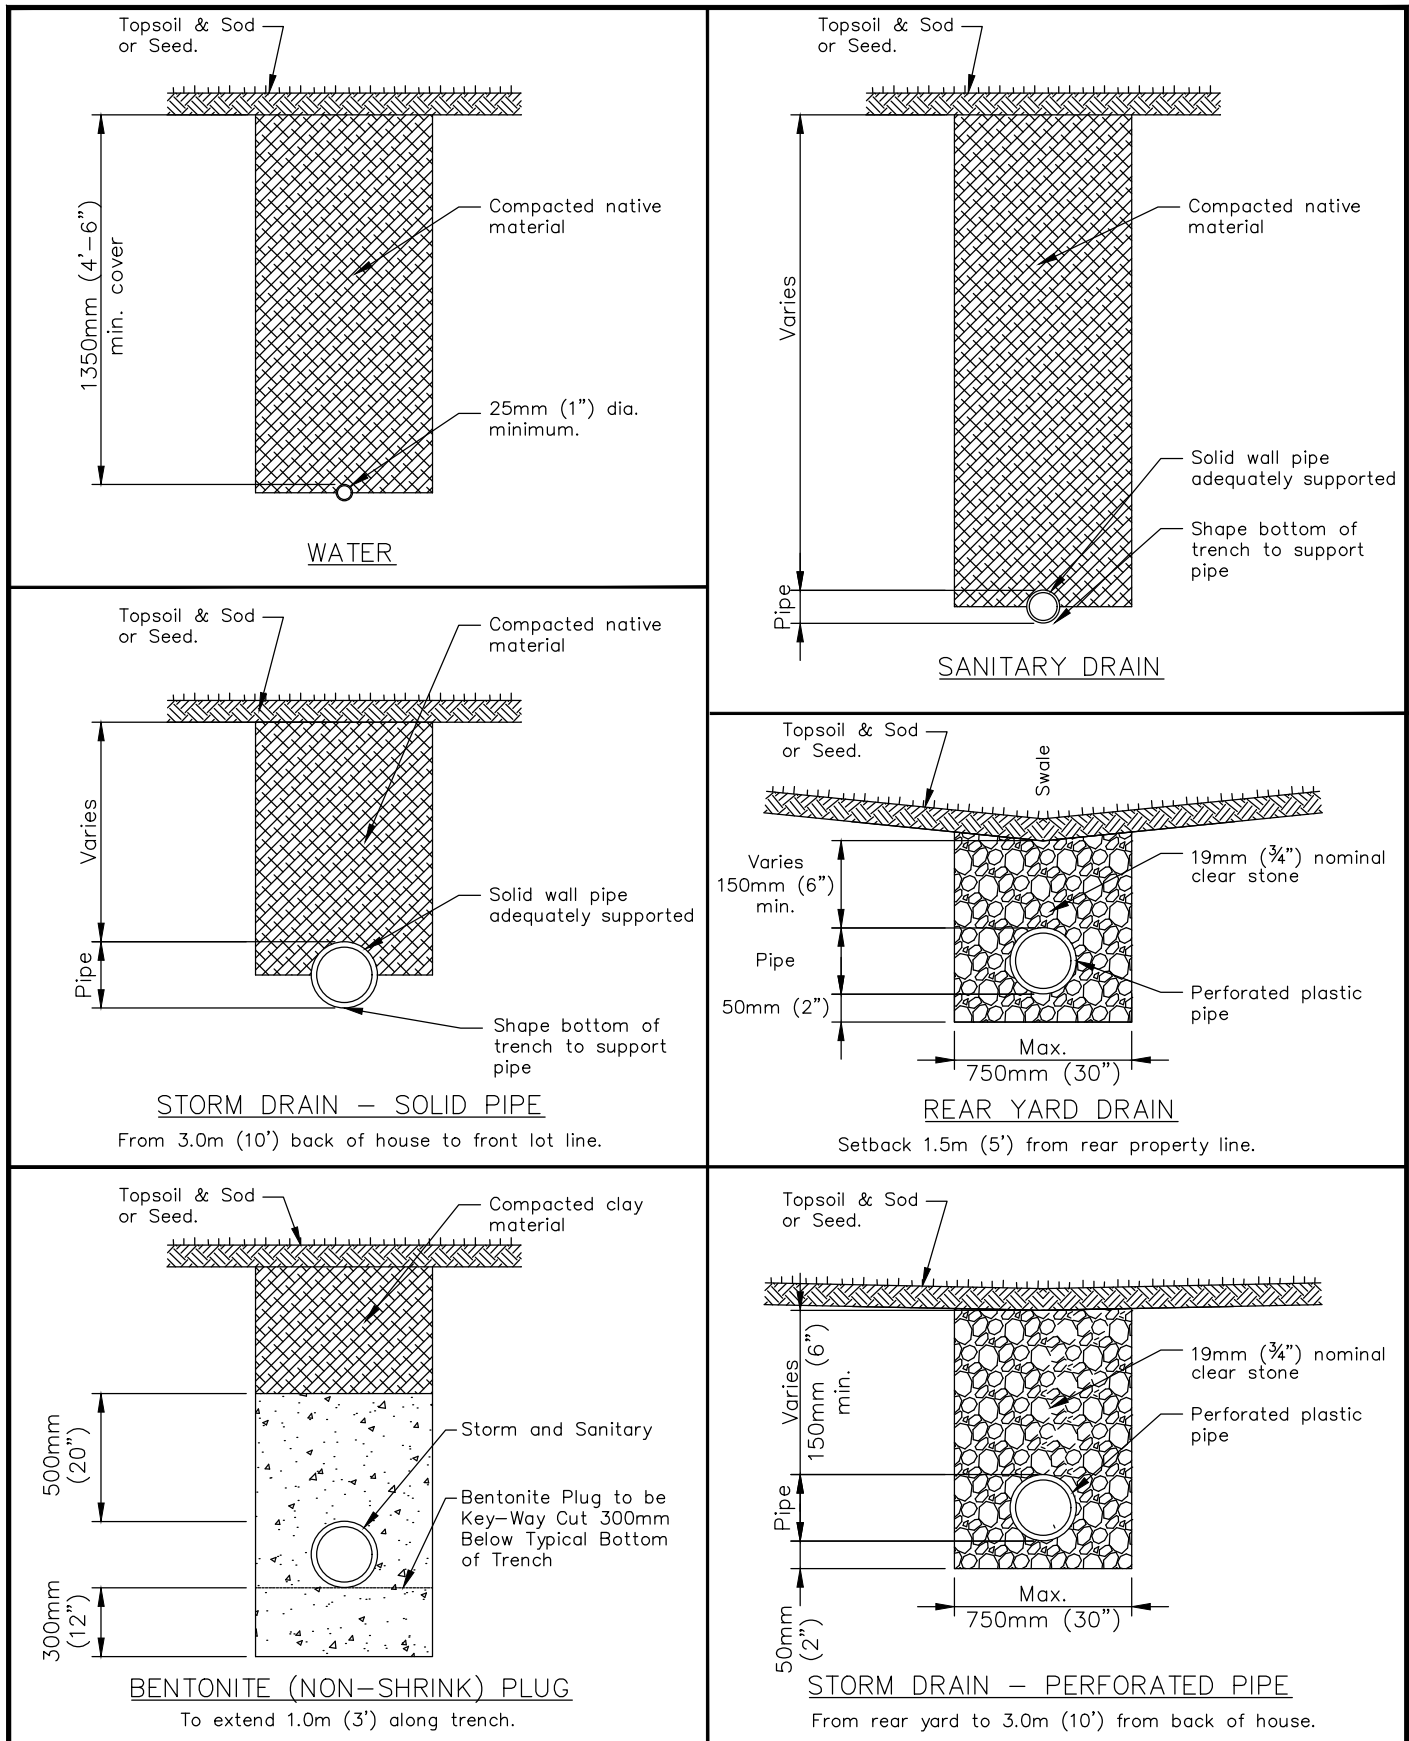 Topsoil & Sod
or Seed.
1350mm (4'-6")
min. cover
Compacted native
material
25mm (1") dia.
minimum.
WATER
Topsoil & Sod
or Seed.
Varies
Compacted native
material
Solid wall pipe
adequately supported
Shape bottom of
trench to support
pipe
Pipe
SANITARY DRAIN
Topsoil & Sod
or Seed.
Compacted native
material
Varies
Solid wall pipe
adequately supported
Pipe
Shape bottom of
trench to support
pipe
STORM DRAIN - SOLID PIPE
From 3.0m (10') back of house to front lot line.
Topsoil & Sod
or Seed.
Swale
Varies
150mm (6")
min.
19mm (¾") nominal
clear stone
Pipe
50mm (2")
Perforated plastic
pipe
Max.
750mm (30")
REAR YARD DRAIN
Setback 1.5m (5') from rear property line.
Topsoil & Sod
or Seed.
Compacted clay
material
500mm
(20")
Storm and Sanitary
Bentonite Plug to be
Key-Way Cut 300mm
Below Typical Bottom
of Trench
300mm
(12")
BENTONITE (NON-SHRINK) PLUG
To extend 1.0m (3') along trench.
Topsoil & Sod
or Seed.
Varies
150mm (6")
min.
19mm (¾") nominal
clear stone
Perforated plastic
pipe
Pipe
Max.
750mm (30")
50mm
(2")
STORM DRAIN - PERFORATED PIPE
From rear yard to 3.0m (10') from back of house.